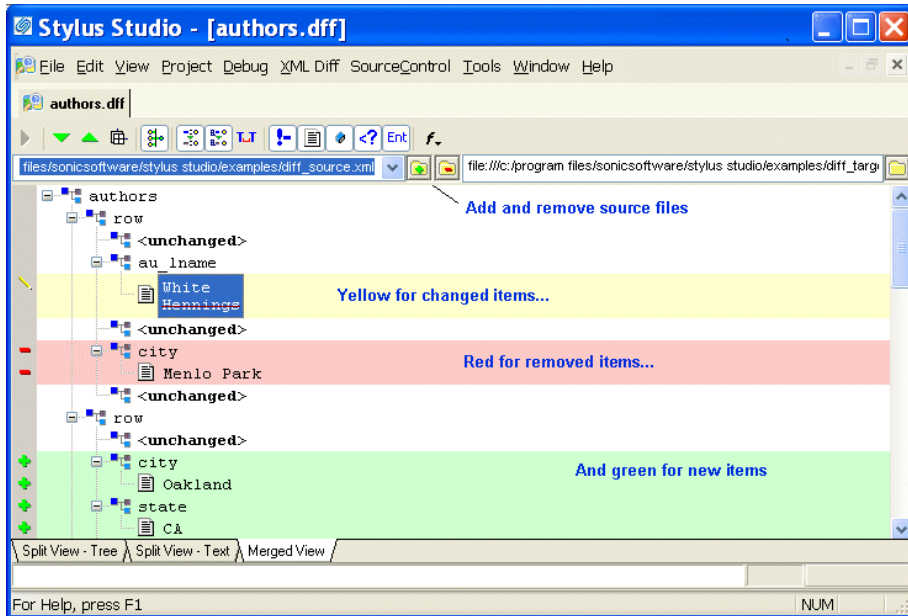 Stylus Studio - [authors.dff]
File Edit View Project Debug XML Diff SourceControl Tools Window Help
authors.dff
TxT !- <? Ent f
files/sonicsoftware/stylus studio/examples/diff_source.xml file:///c:/program files/sonicsoftware/stylus studio/examples/diff_targ
authors
Add and remove source files
row
<unchanged>
au_lname
White
Yellow for changed items...
Hennings
<unchanged>
city
Red for removed items...
Menlo Park
<unchanged>
row
<unchanged>
city
And green for new items
Oakland
state
CA
Split View - Tree Split View - Text Merged View
For Help, press F1 NUM